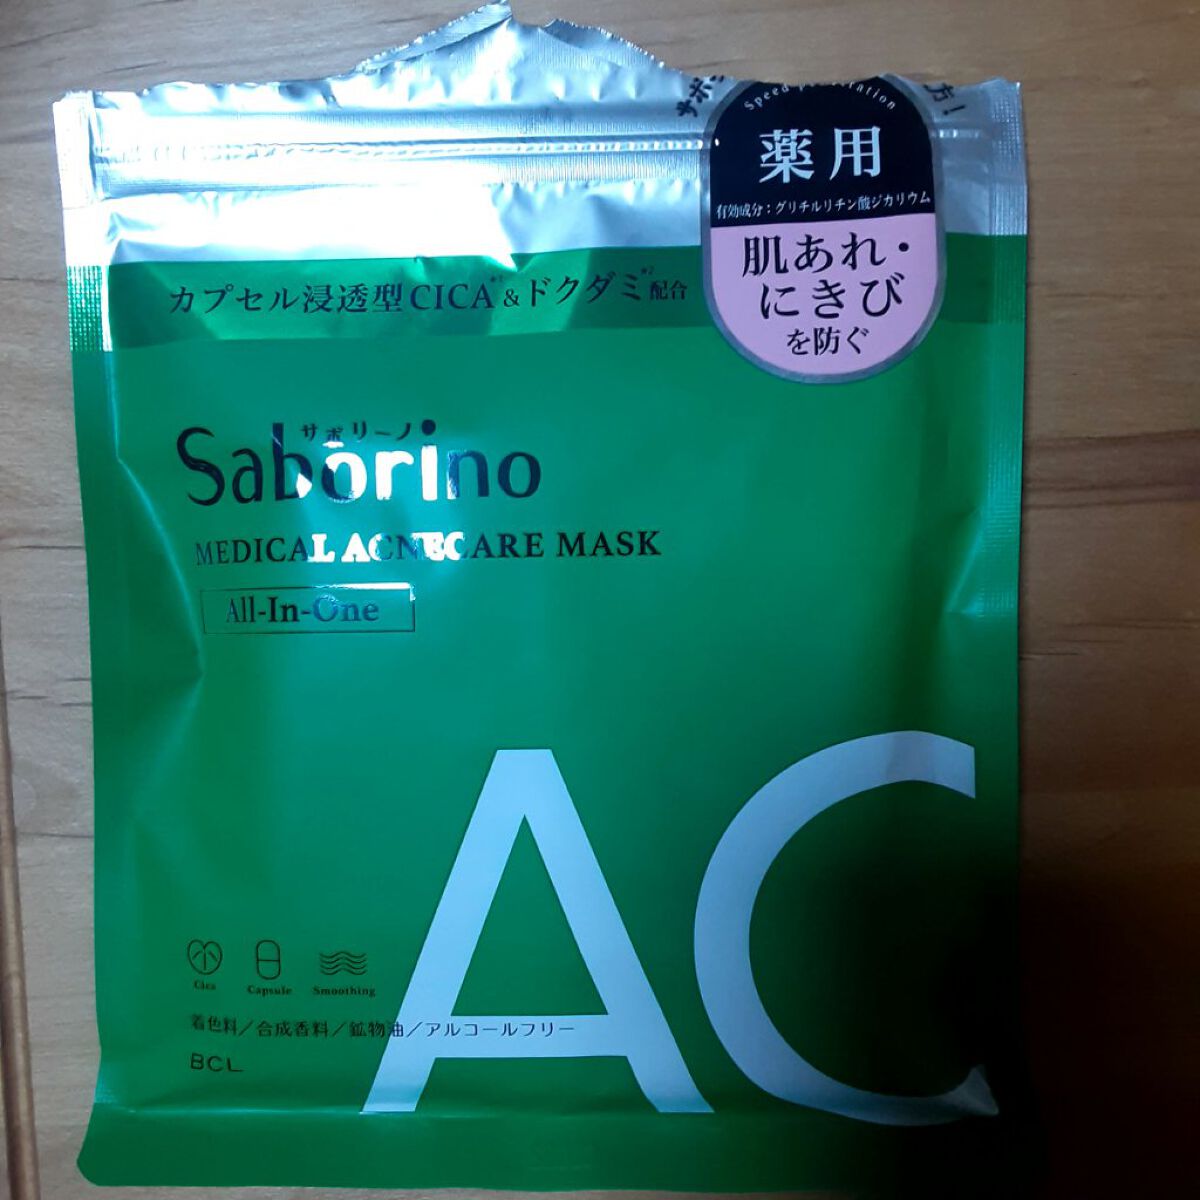 Speed
薬用
有効成分：グリチルリチン酸ジカリウム
肌あれ・
にきび
を防ぐ
カプセル浸透型CICA*1&ドクダミ*2配合
サボリーノ
Saborino
MEDICAL ACNECARE MASK
All-In-One
AC
Cica Capsule Smoothing
着色料／合成香料／鉱物油／アルコールフリー
BCL